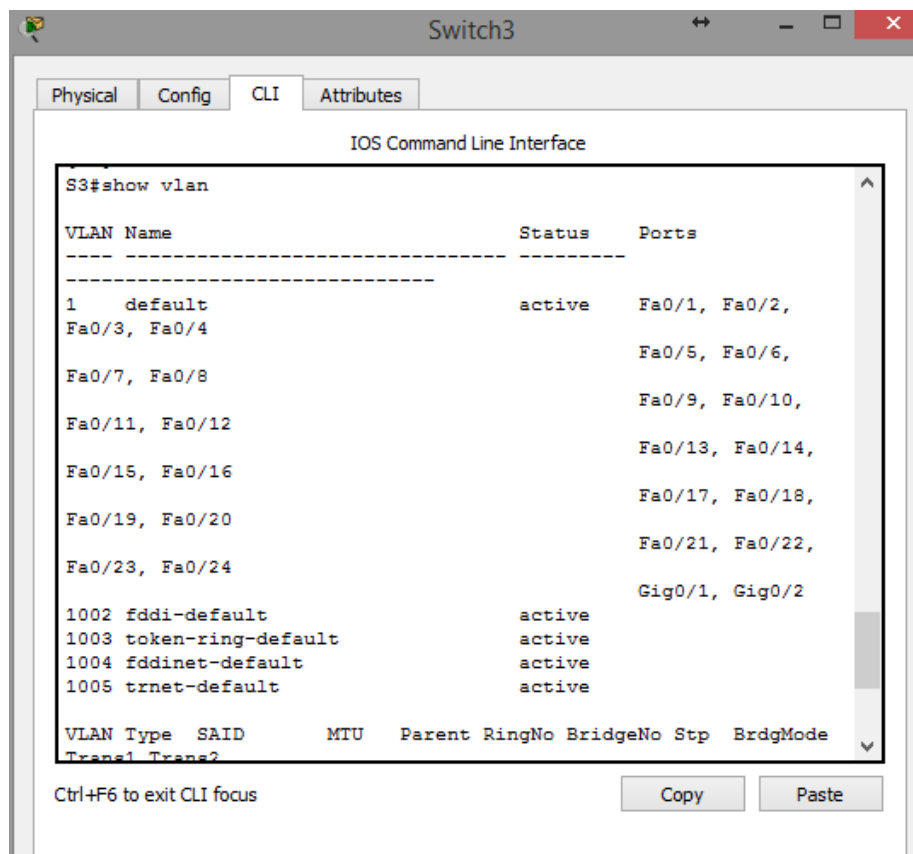 Switch3
Physical Config CLI Attributes
IOS Command Line Interface
S3#show vlan
VLAN Name                             Status    Ports
---- -------------------------------- ---------
-------------------------------
1    default                          active    Fa0/1, Fa0/2,
Fa0/3, Fa0/4
                                                Fa0/5, Fa0/6,
Fa0/7, Fa0/8
                                                Fa0/9, Fa0/10,
Fa0/11, Fa0/12
                                                Fa0/13, Fa0/14,
Fa0/15, Fa0/16
                                                Fa0/17, Fa0/18,
Fa0/19, Fa0/20
                                                Fa0/21, Fa0/22,
Fa0/23, Fa0/24
                                                Gig0/1, Gig0/2
1002 fddi-default                     active
1003 token-ring-default               active
1004 fddinet-default                  active
1005 trnet-default                    active
VLAN Type  SAID       MTU   Parent RingNo BridgeNo Stp  BrdgMode
Trans1 Trans2
Ctrl+F6 to exit CLI focus
Copy Paste